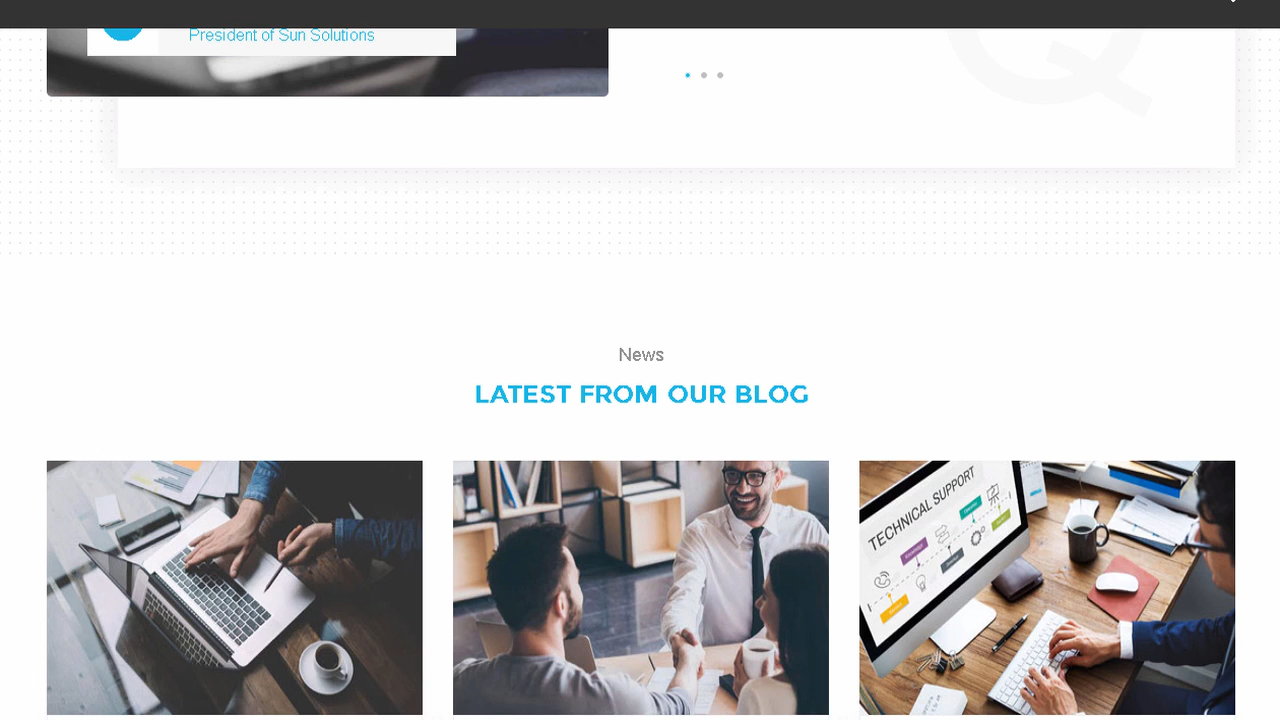 President of Sun Solutions
News
LATEST FROM OUR BLOG
TECHNICAL SUPPORT